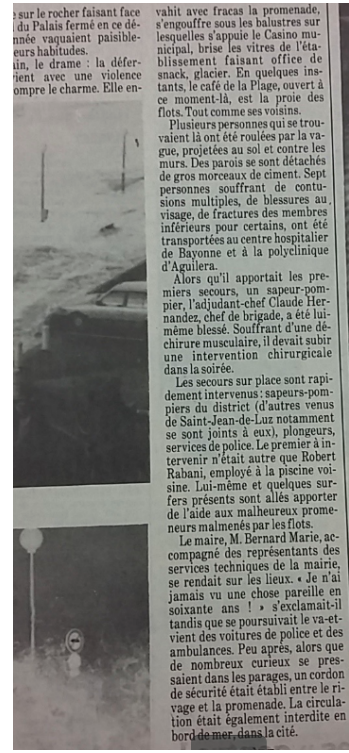 sur le rocher faisant face
du Palais fermé en ce dé-
nnée vaquaient paisible-
eurs habitudes.
in, le drame : la défer-
rient avec une violence
ompre le charme. Elle en-
vahit avec fracas la promenade,
s'engouffre sous les balustres sur
lesquelles s'appuie le Casino mu-
nicipal, brise les vitres de l'éta-
blissement faisant office de
snack, glacier. En quelques ins-
tants, le café de la Plage, ouvert à
ce moment-là, est la proie des
flots. Tout comme ses voisins.
Plusieurs personnes qui se trou-
vaient là ont été roulées par la va-
gue, projetées au sol et contre les
murs. Des parois se sont détachés
de gros morceaux de ciment. Sept
personnes souffrant de contu-
sions multiples, de blessures au
visage, de fractures des membres
inférieurs pour certains, ont été
transportées au centre hospitalier
de Bayonne et à la polyclinique
d'Aguilera.
Alors qu'il apportait les pre-
miers secours, un sapeur-pom-
pier, l'adjudant-chef Claude Her-
nandez, chef de brigade, a été lui-
même blessé. Souffrant d'une dé-
chirure musculaire, il devait subir
une intervention chirurgicale
dans la soirée.
Les secours sur place sont rapi-
dement intervenus : sapeurs-pom-
piers du district (d'autres venus
de Saint-Jean-de-Luz notamment
se sont joints à eux), plongeurs,
services de police. Le premier à in-
tervenir n'était autre que Robert
Rabani, employé à la piscine voi-
sine. Lui-même et quelques sur-
fers présents sont allés apporter
de l'aide aux malheureux prome-
neurs malmenés par les flots.
Le maire, M. Bernard Marie, ac-
compagné des représentants des
services techniques de la mairie,
se rendait sur les lieux. « Je n'ai
jamais vu une chose pareille en
soixante ans ! » s'exclamait-il
tandis que se poursuivait le va-et-
vient des voitures de police et des
ambulances. Peu après, alors que
de nombreux curieux se pres-
saient dans les parages, un cordon
de sécurité était établi entre le ri-
vage et la promenade. La circula-
tion était également interdite en
bord de mer, dans la cité.